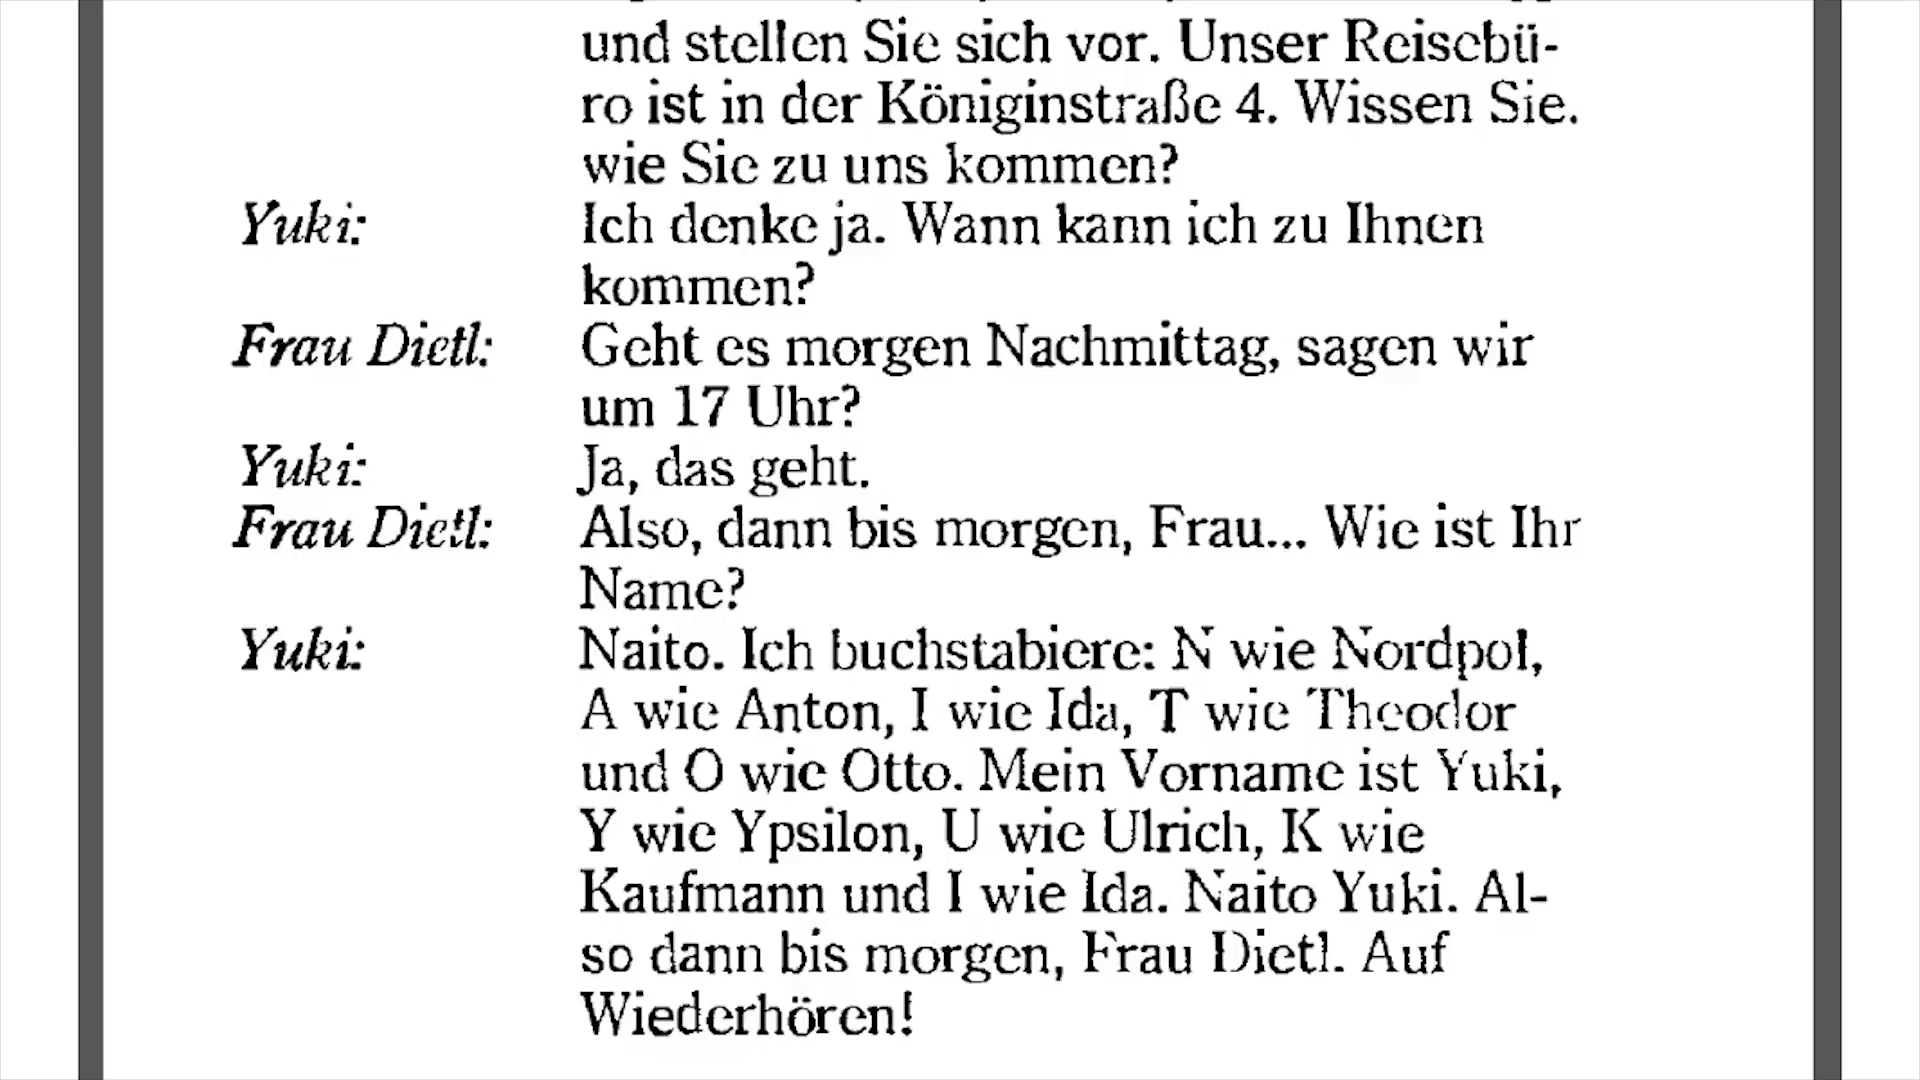 und stellen Sie sich vor. Unser Reisebü-
ro ist in der Königinstraße 4. Wissen Sie.
wie Sie zu uns kommen?
Yuki: Ich denke ja. Wann kann ich zu Ihnen
kommen?
Frau Dietl: Geht es morgen Nachmittag, sagen wir
um 17 Uhr?
Yuki: Ja, das geht.
Frau Dietl: Also, dann bis morgen, Frau... Wie ist Ihr
Name?
Yuki: Naito. Ich buchstabiere: N wie Nordpol,
A wie Anton, I wie Ida, T wie Theodor
und O wie Otto. Mein Vorname ist Yuki,
Y wie Ypsilon, U wie Ulrich, K wie
Kaufmann und I wie Ida. Naito Yuki. Al-
so dann bis morgen, Frau Dietl. Auf
Wiederhören!